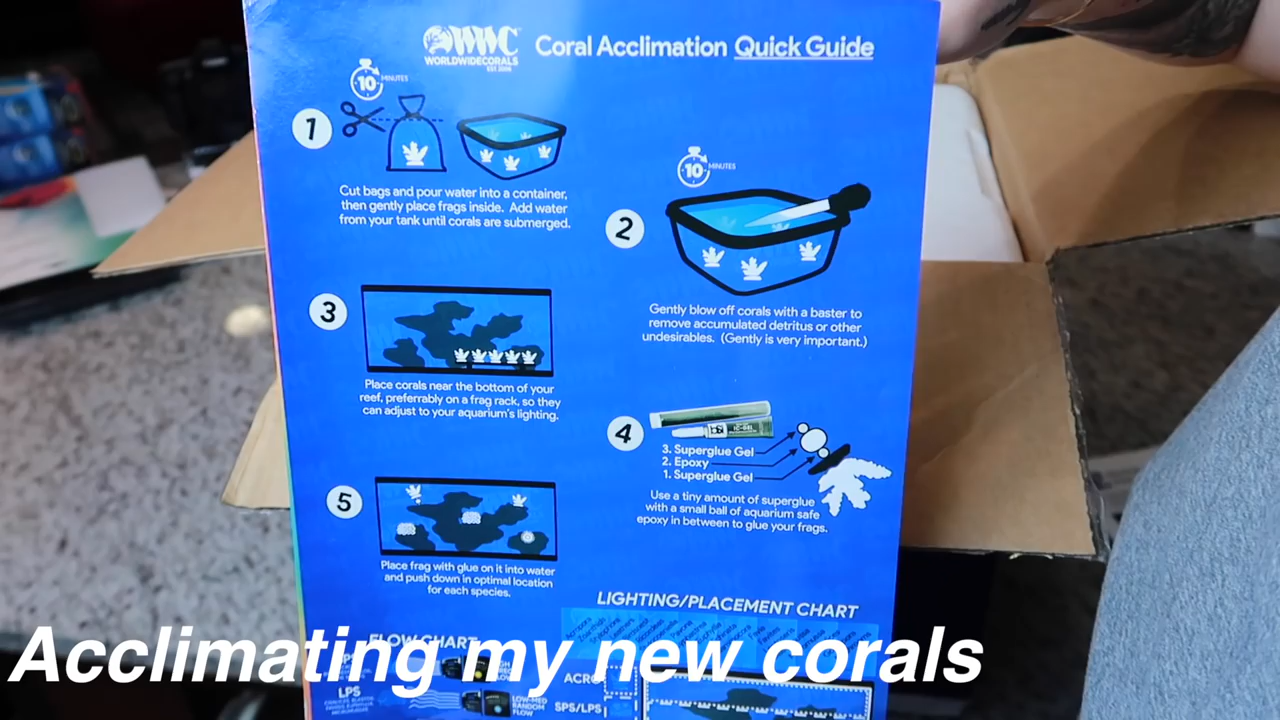 WWC
WORLDWIDECORALS
EST. 2006
Coral Acclimation Quick Guide
10 MINUTES
1
Cut bags and pour water into a container,
then gently place frags inside. Add water
from your tank until corals are submerged.
10 MINUTES
2
Gently blow off corals with a baster to
remove accumulated detritus or other
undesirables. (Gently is very important.)
3
Place corals near the bottom of your
reef, preferrably on a frag rack, so they
can adjust to your aquarium's lighting.
4
3. Superglue Gel
2. Epoxy
1. Superglue Gel
Use a tiny amount of superglue
with a small ball of aquarium safe
epoxy in between to glue your frags.
5
Place frag with glue on it into water
and push down in optimal location
for each species.
LIGHTING/PLACEMENT CHART
FLOW CHART
Acclimating my new corals
LPS
LOW-MED
RANDOM
FLOW
ACRO
SPS/LPS